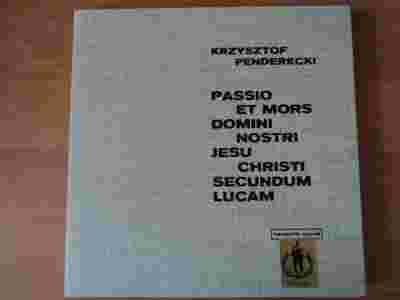 KRZYSZTOF
PENDERECKI
PASSIO
ET MORS
DOMINI
NOSTRI
JESU
CHRISTI
SECUNDUM
LUCAM